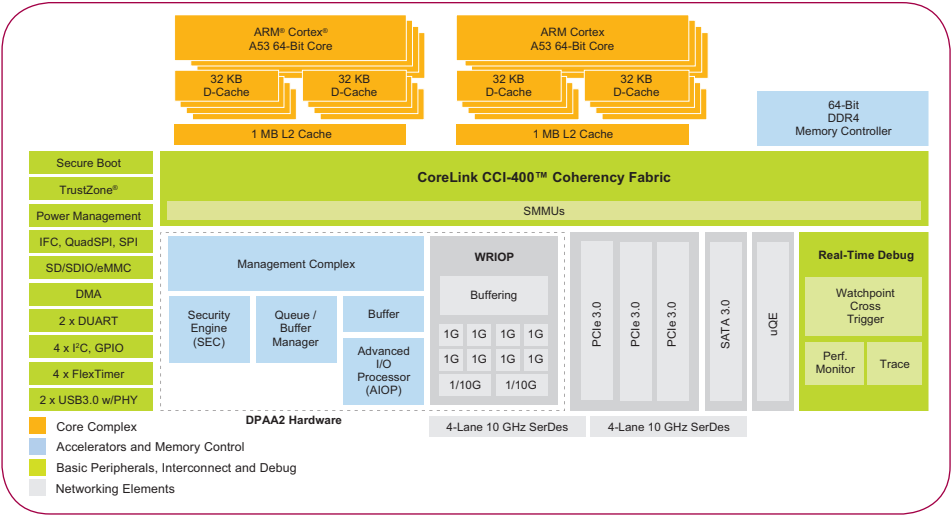 ARM® Cortex®
A53 64-Bit Core
32 KB
D-Cache
32 KB
D-Cache
1 MB L2 Cache
ARM Cortex
A53 64-Bit Core
32 KB
D-Cache
32 KB
D-Cache
1 MB L2 Cache
64-Bit
DDR4
Memory Controller
Secure Boot
TrustZone®
Power Management
IFC, QuadSPI, SPI
SD/SDIO/eMMC
DMA
2 x DUART
4 x I²C, GPIO
4 x FlexTimer
2 x USB3.0 w/PHY
CoreLink CCI-400™ Coherency Fabric
SMMUs
Management Complex
Security
Engine
(SEC)
Queue /
Buffer
Manager
Buffer
Advanced
I/O
Processor
(AIOP)
WRIOP
Buffering
1G 1G 1G 1G
1G 1G 1G 1G
1/10G 1/10G
DPAA2 Hardware
PCIe 3.0
PCIe 3.0
PCIe 3.0
SATA 3.0
uQE
Real-Time Debug
Watchpoint
Cross
Trigger
Perf.
Monitor
Trace
4-Lane 10 GHz SerDes
4-Lane 10 GHz SerDes
Core Complex
Accelerators and Memory Control
Basic Peripherals, Interconnect and Debug
Networking Elements